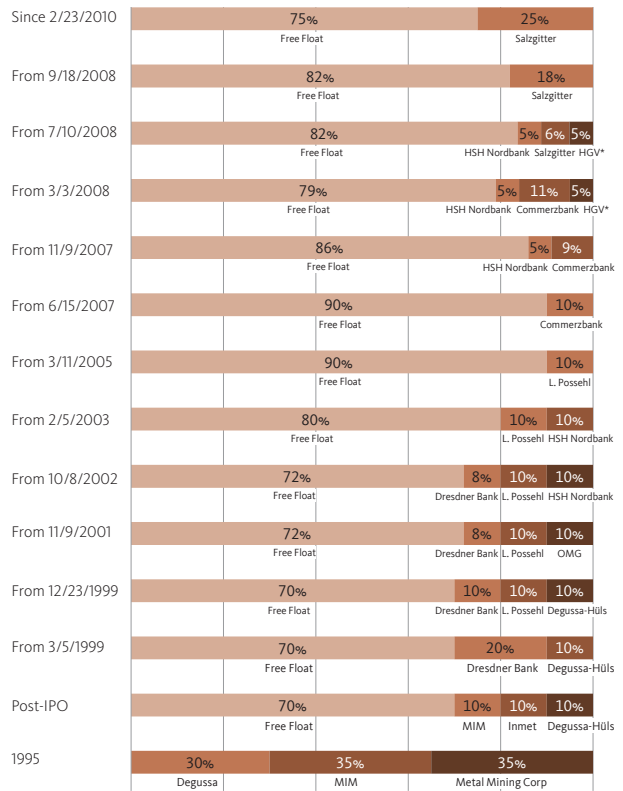 Since 2/23/2010 75% 25%
Free Float Salzgitter
From 9/18/2008 82% 18%
Free Float Salzgitter
From 7/10/2008 82% 5% 6% 5%
Free Float HSH Nordbank Salzgitter HGV*
From 3/3/2008 79% 5% 11% 5%
Free Float HSH Nordbank Commerzbank HGV*
From 11/9/2007 86% 5% 9%
Free Float HSH Nordbank Commerzbank
From 6/15/2007 90% 10%
Free Float Commerzbank
From 3/11/2005 90% 10%
Free Float L. Possehl
From 2/5/2003 80% 10% 10%
Free Float L. Possehl HSH Nordbank
From 10/8/2002 72% 8% 10% 10%
Free Float Dresdner Bank L. Possehl HSH Nordbank
From 11/9/2001 72% 8% 10% 10%
Free Float Dresdner Bank L. Possehl OMG
From 12/23/1999 70% 10% 10% 10%
Free Float Dresdner Bank L. Possehl Degussa-Hüls
From 3/5/1999 70% 20% 10%
Free Float Dresdner Bank Degussa-Hüls
Post-IPO 70% 10% 10% 10%
Free Float MIM Inmet Degussa-Hüls
1995 30% 35% 35%
Degussa MIM Metal Mining Corp